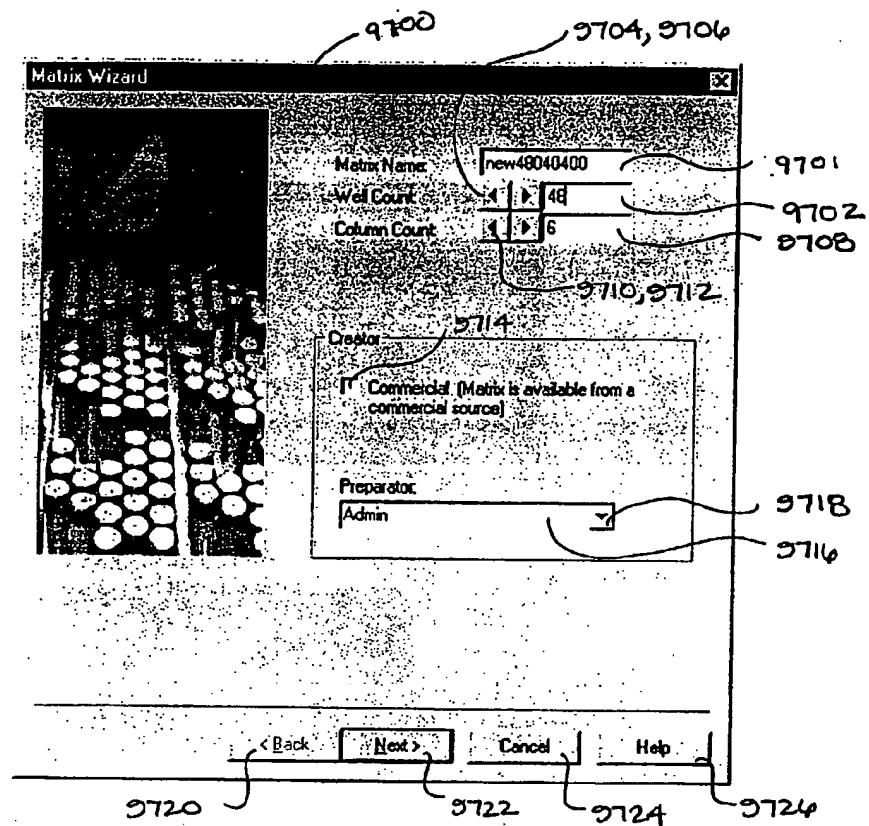 9700
9704, 9706
Matrix Wizard
Matrix Name:
new48040400
9701
Well Count:
48
9702
Column Count:
6
9708
9710, 9712
9714
Creator
Commercial (Matrix is available from a
commercial source)
Preparator:
Admin
9718
9716
< Back
Next >
Cancel
Help
9720
9722
9724
9726